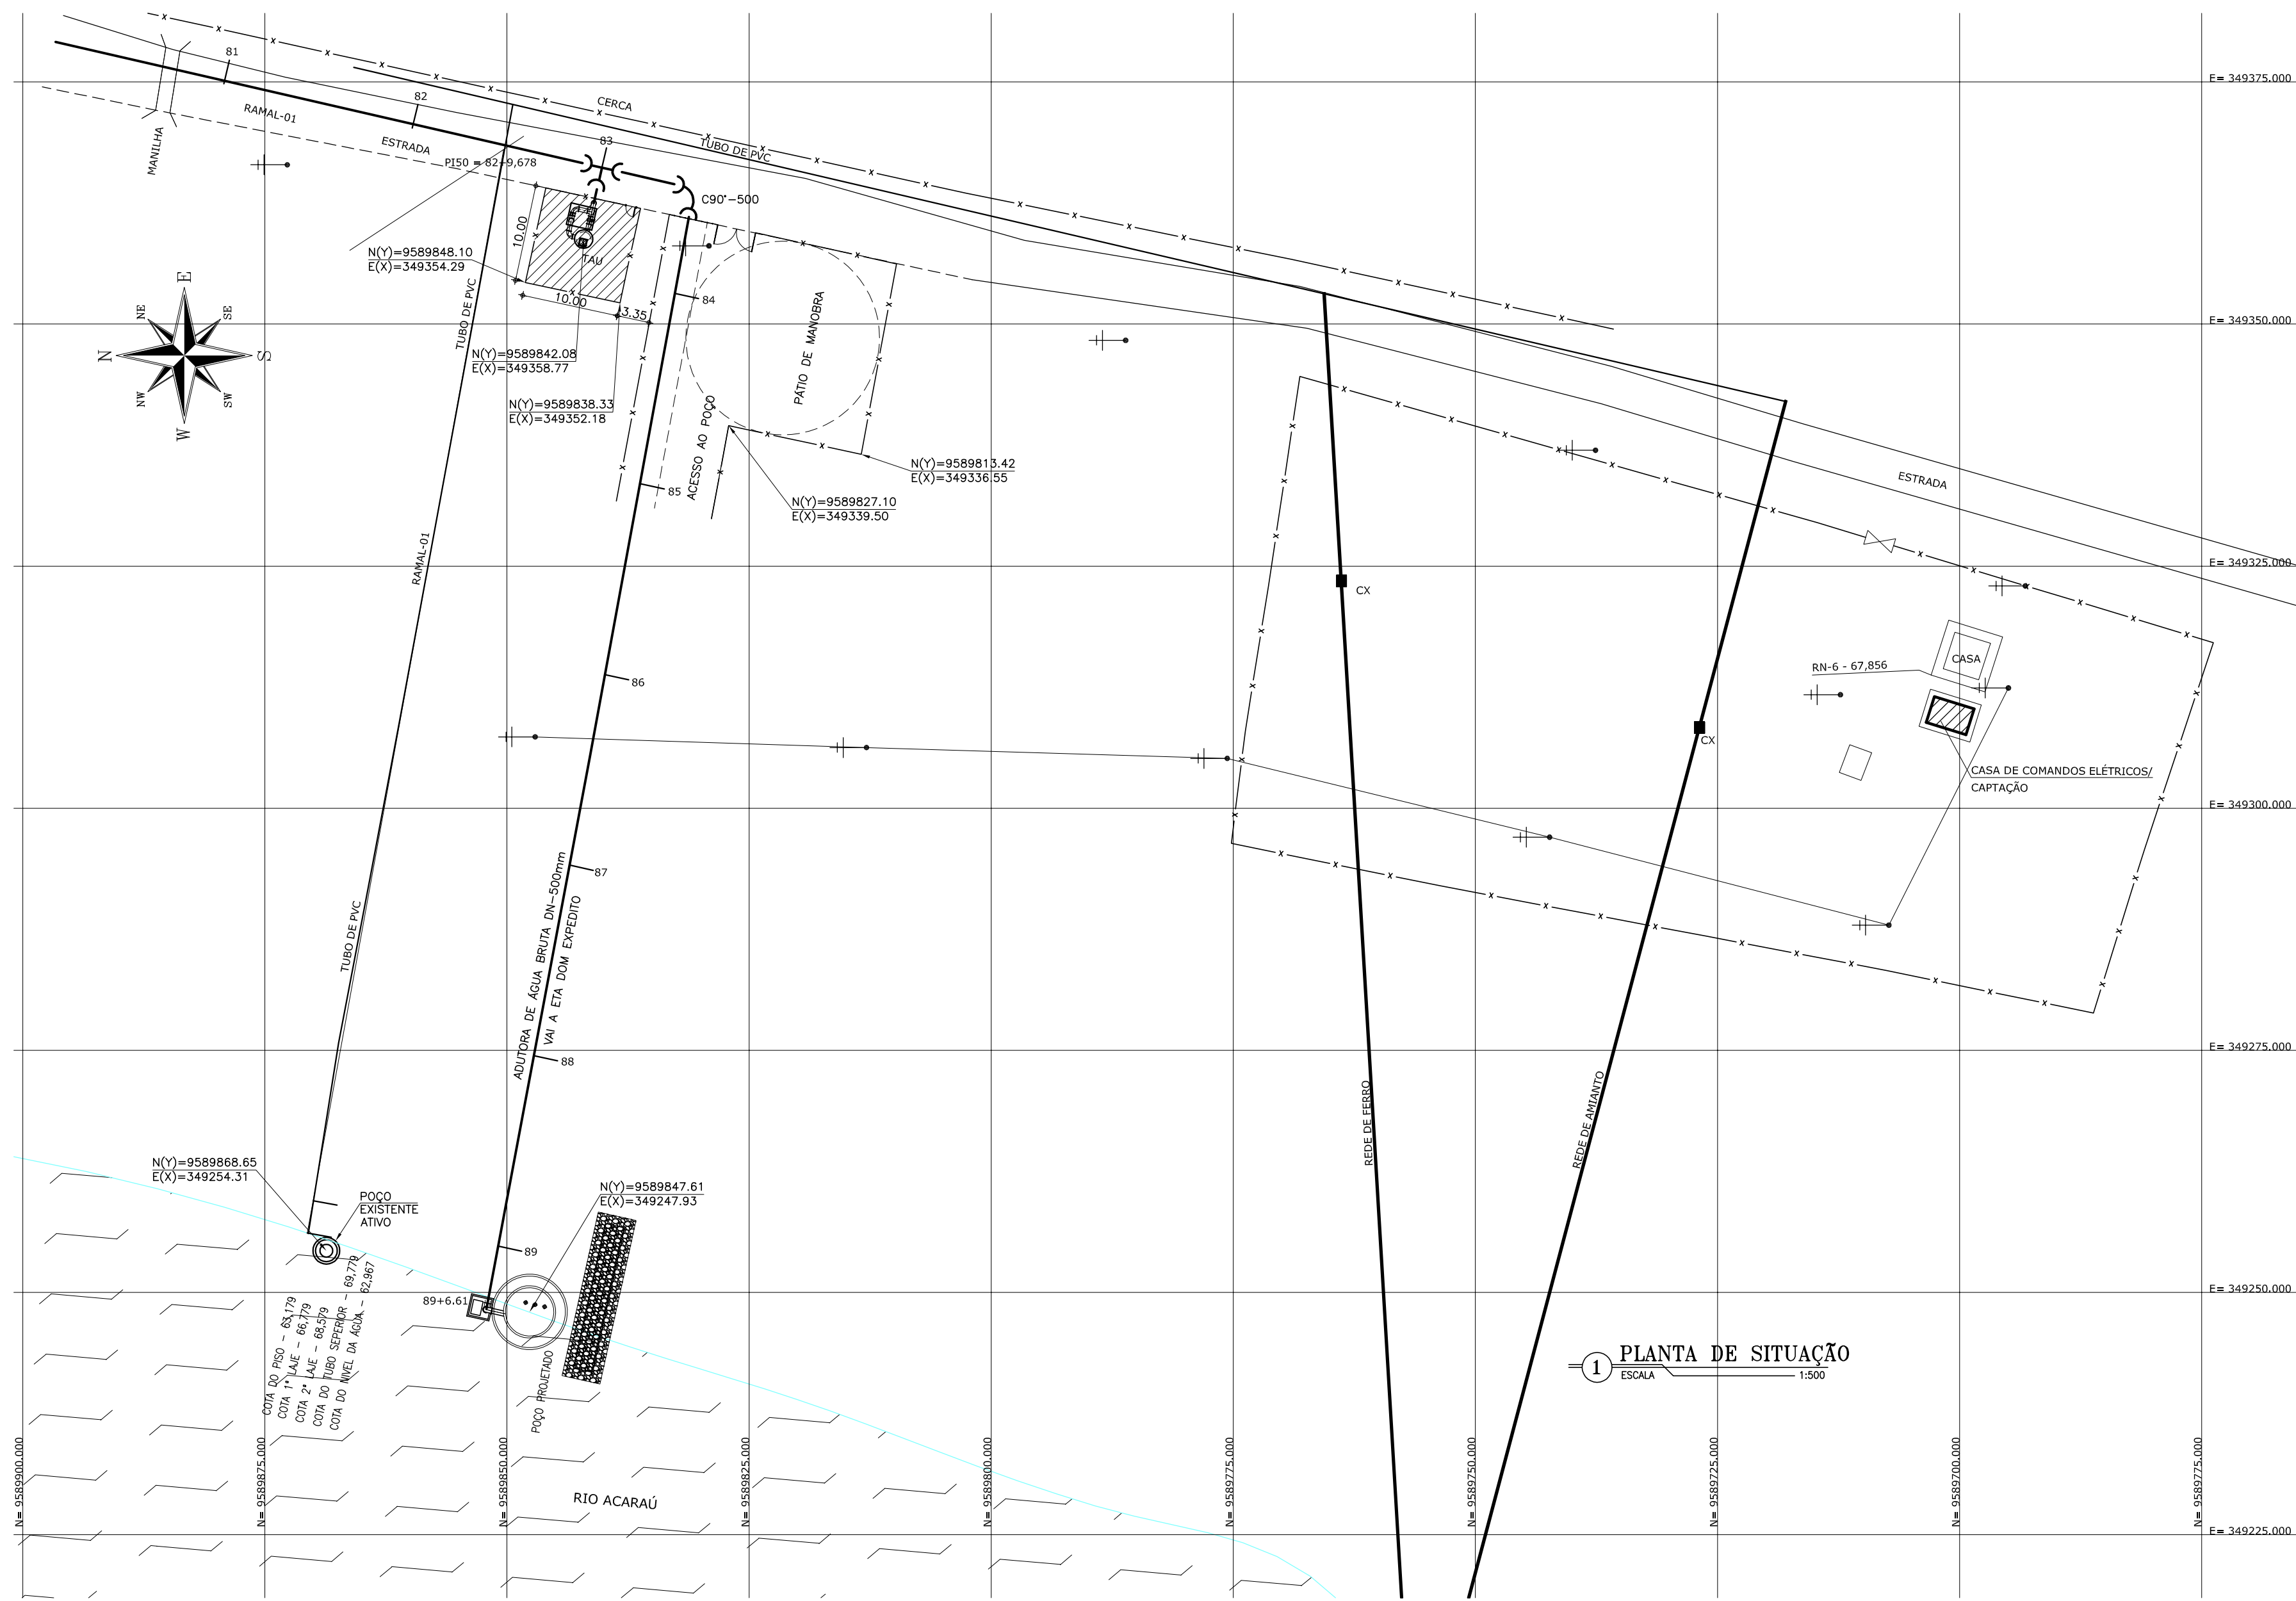 81
82
83
CERCA
TUBO DE PVC
E= 349375.000
RAMAL-01
ESTRADA
MANILHA
PI50 = 82+9,678
C90°-500
10.00
TAU
N(Y)=9589848.10
E(X)=349354.29
10.00
3.35
84
E= 349350.000
E
NE
SE
N
S
NW
SW
W
TUBO DE PVC
PÁTIO DE MANOBRA
N(Y)=9589842.08
E(X)=349358.77
N(Y)=9589838.33
E(X)=349352.18
ACESSO AO POÇO
N(Y)=9589813.42
E(X)=349336.55
N(Y)=9589827.10
E(X)=349339.50
85
ESTRADA
RAMAL-01
E= 349325.000
CX
86
CASA
RN-6 - 67,856
CX
CASA DE COMANDOS ELÉTRICOS/
CAPTAÇÃO
E= 349300.000
87
ADUTORA DE ÁGUA BRUTA DN-500mm
VAI A ETA DOM EXPEDITO
TUBO DE PVC
88
E= 349275.000
REDE DE FERRO
REDE DE AMIANTO
N(Y)=9589868.65
E(X)=349254.31
POÇO
EXISTENTE
ATIVO
N(Y)=9589847.61
E(X)=349247.93
89
89+6.61
E= 349250.000
COTA DO PISO - 63,179
COTA 1ª LAJE - 66,779
COTA 2ª LAJE - 68,579
COTA DO TUBO SEPERIOR - 69,779
COTA DO NIVEL DA ÁGUA - 62,967
POÇO PROJETADO
1
PLANTA DE SITUAÇÃO
ESCALA 1:500
RIO ACARAÚ
N= 9589900.000
N= 9589875.000
N= 9589850.000
N= 9589825.000
N= 9589800.000
N= 9589775.000
N= 9589750.000
N= 9589725.000
N= 9589700.000
N= 9589775.000
E= 349225.000